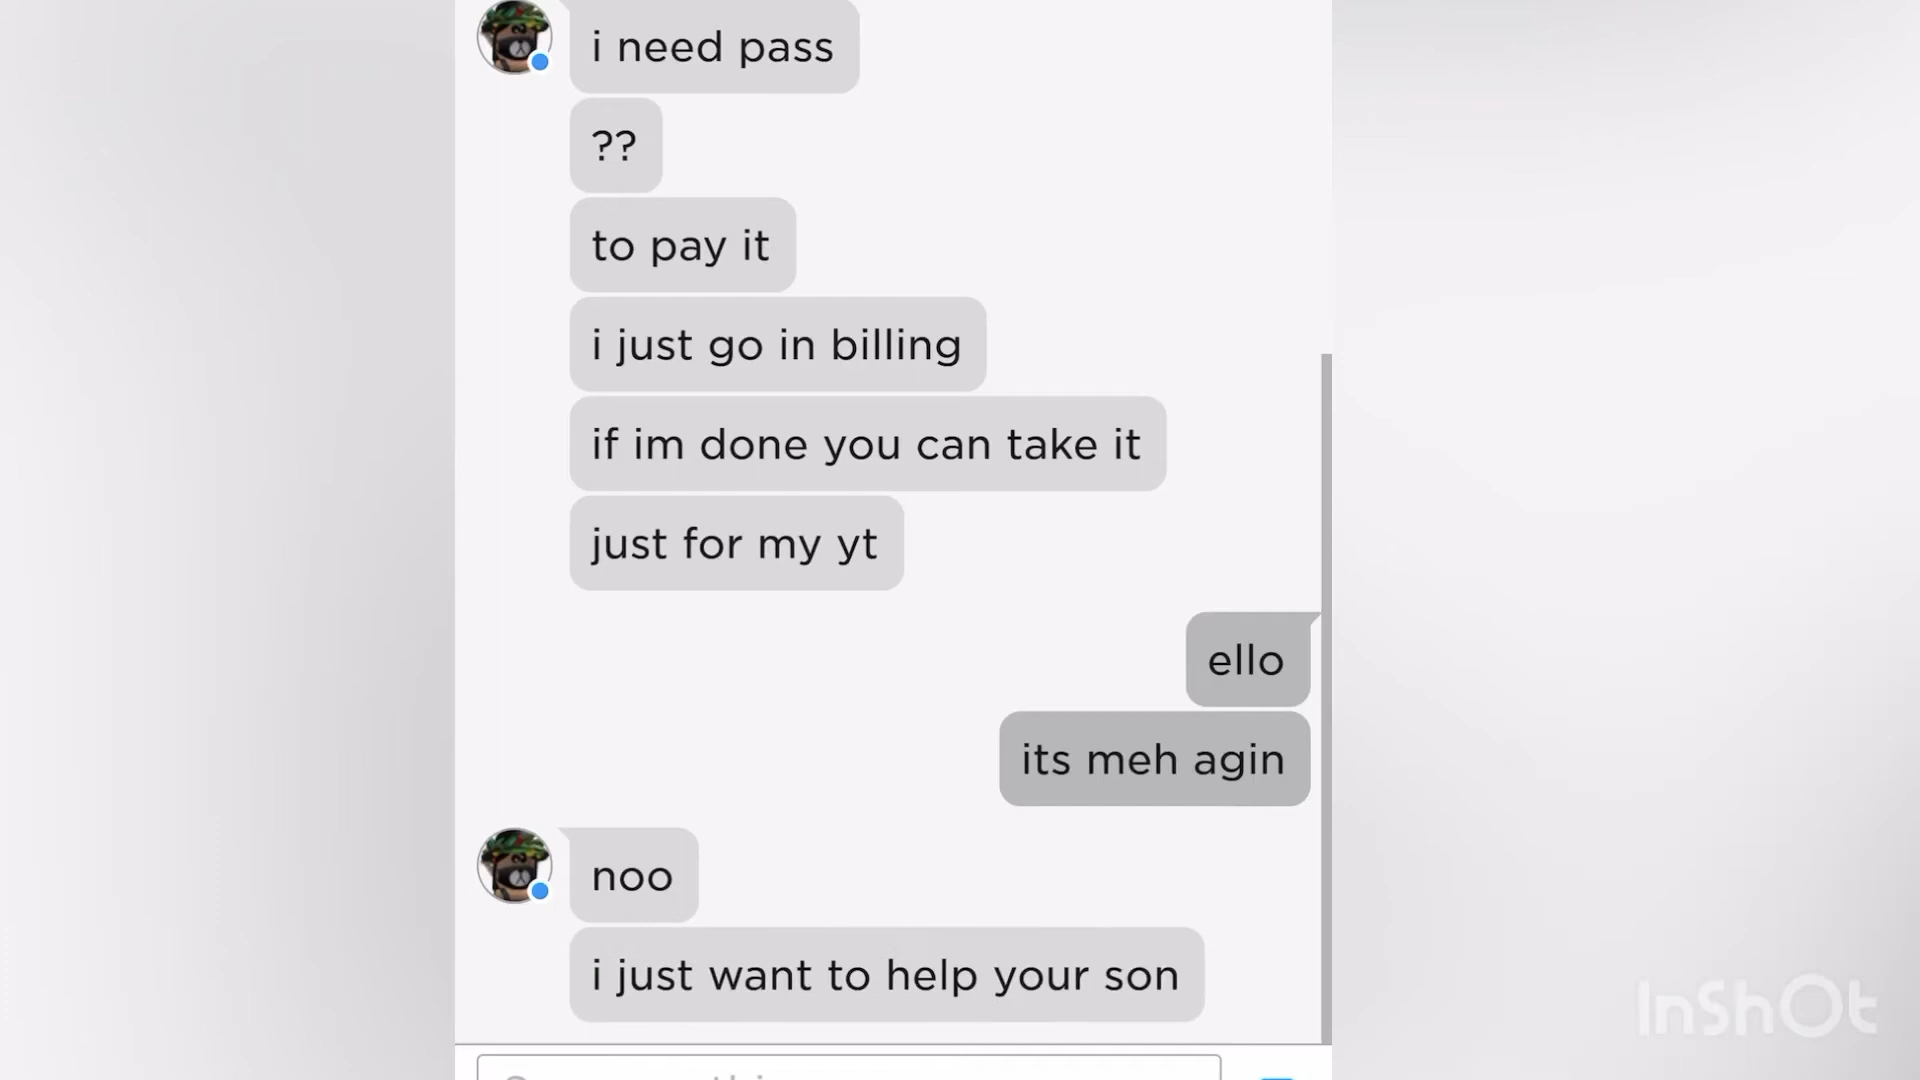 i need pass
??
to pay it
i just go in billing
if im done you can take it
just for my yt
ello
its meh agin
noo
i just want to help your son
InShOt